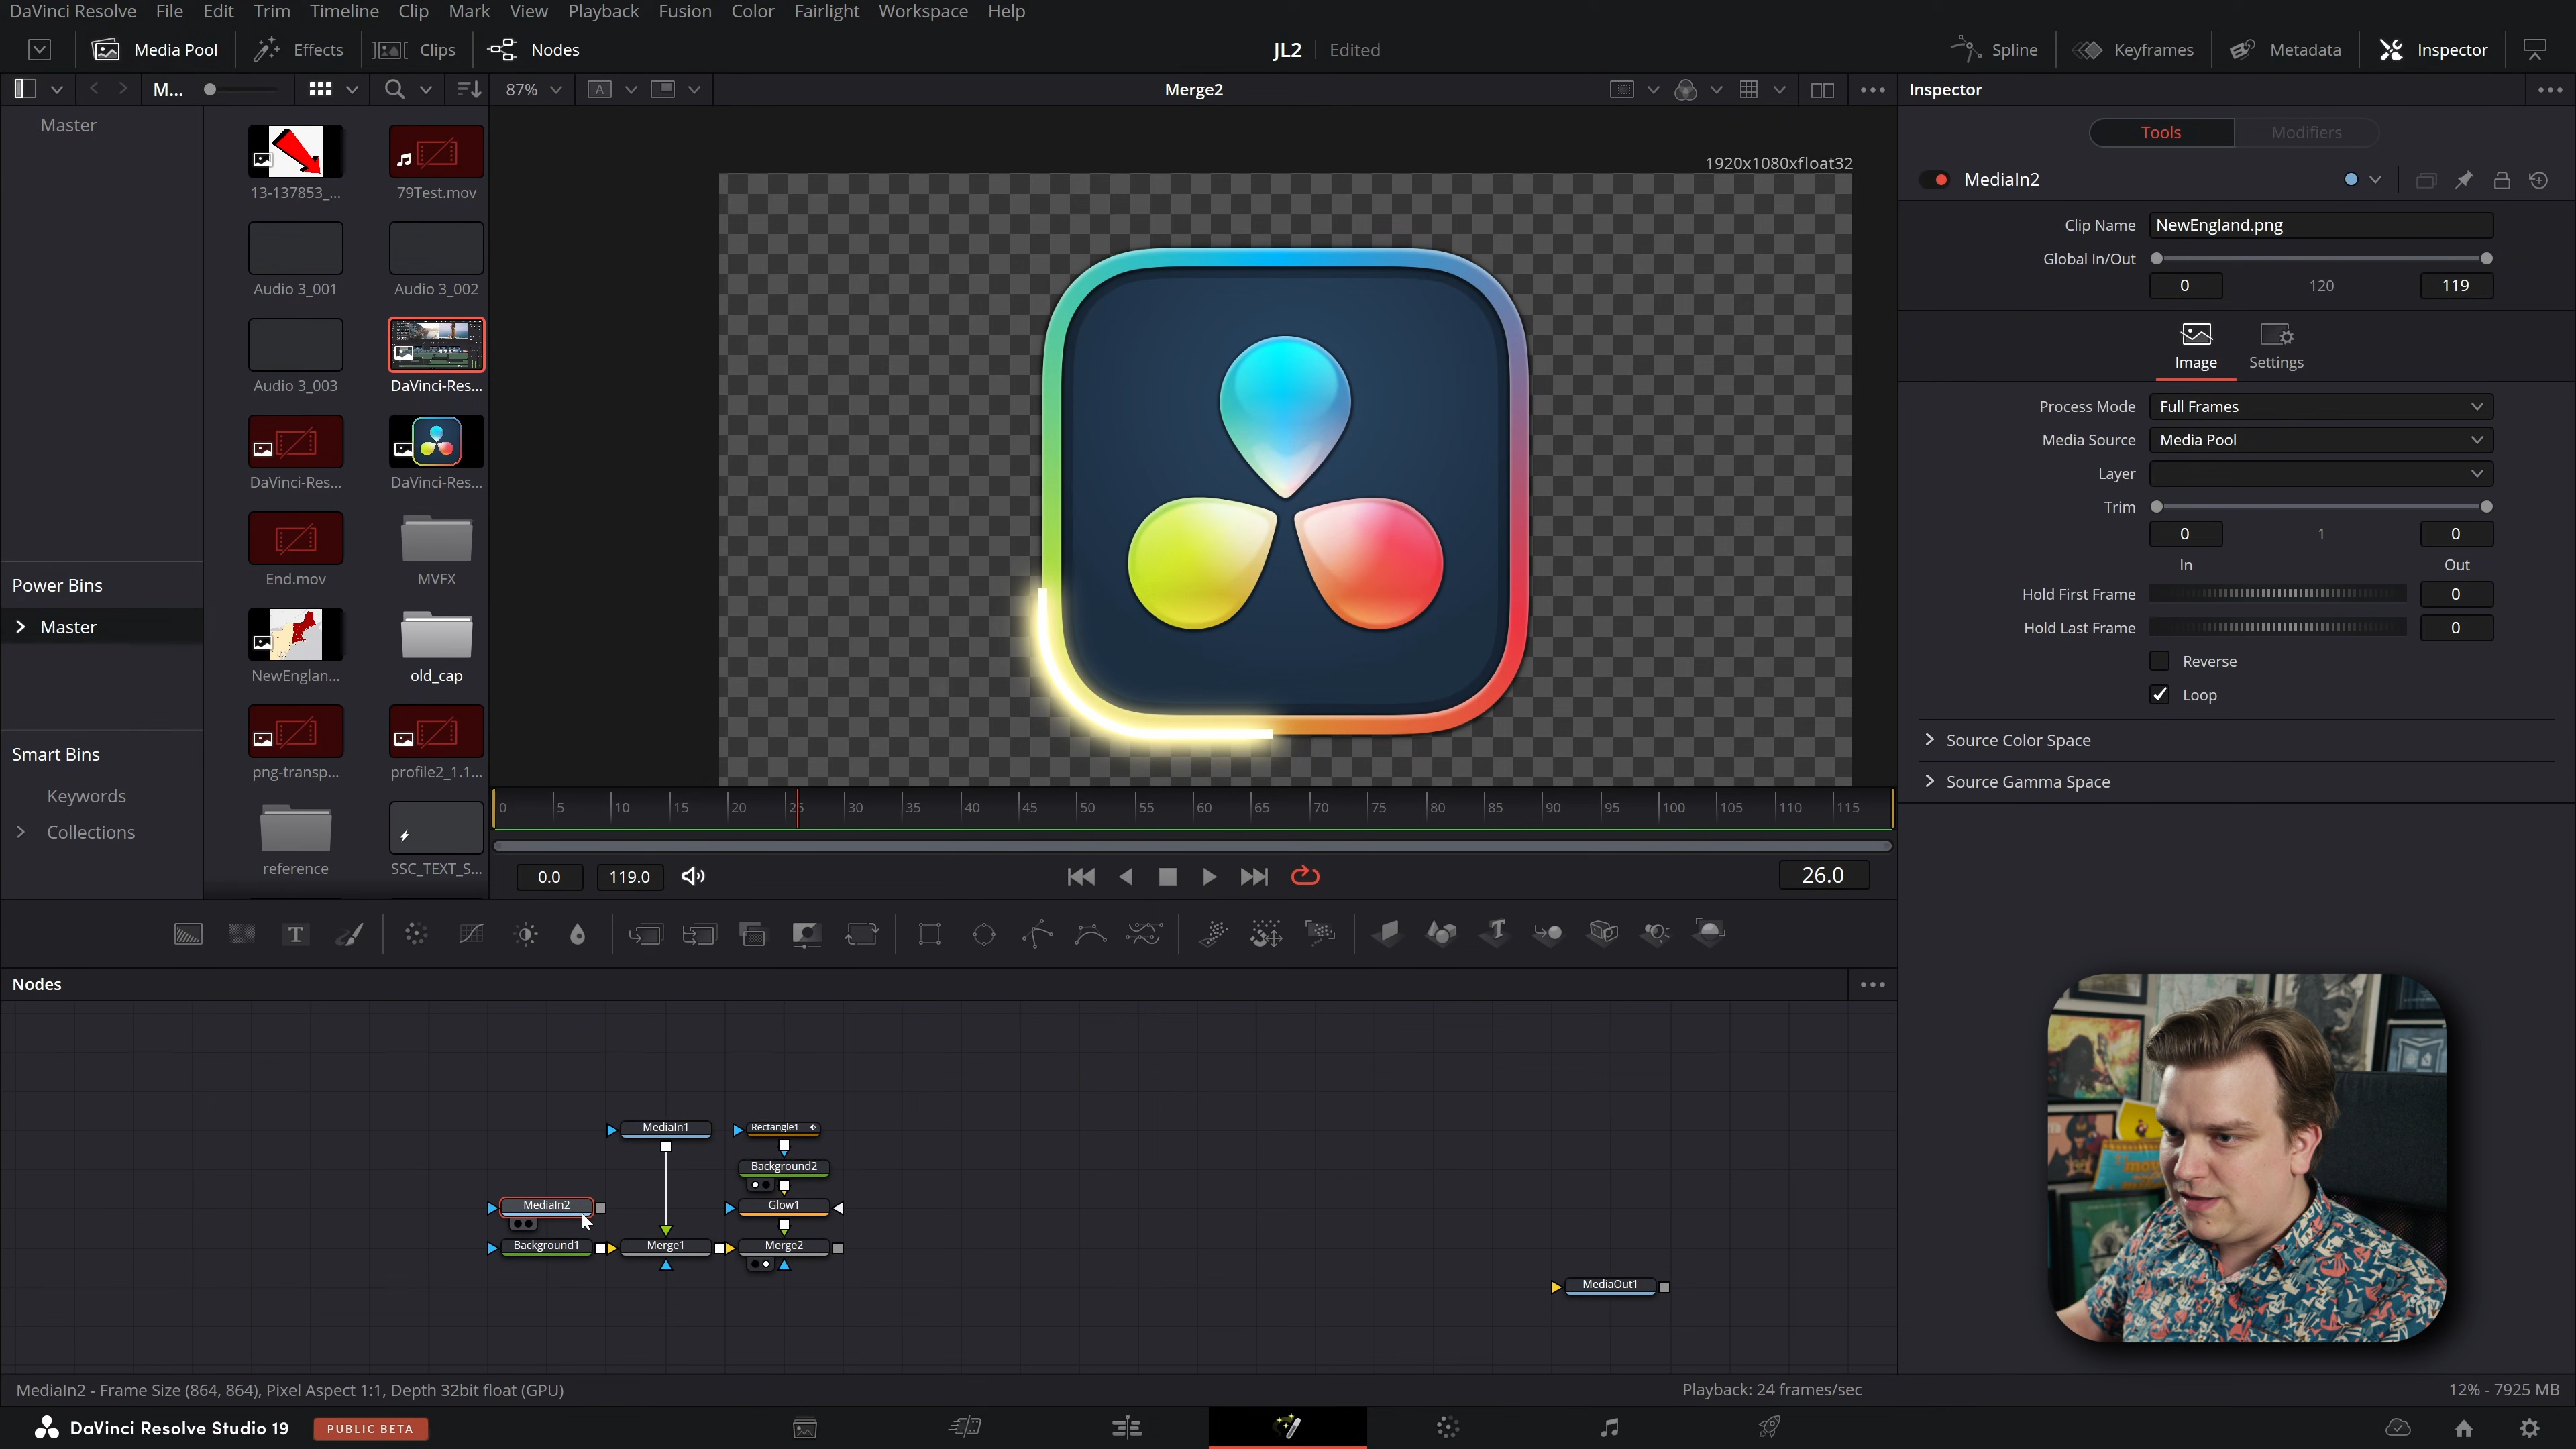 DaVinci Resolve File Edit Trim Timeline Clip Mark View Playback Fusion Color Fairlight Workspace Help
Media Pool Effects Clips Nodes JL2 Edited Spline Keyframes Metadata Inspector
M... 87% A Merge2 Inspector
Master
13-137853_...
79Test.mov
Audio 3_001
Audio 3_002
Audio 3_003
DaVinci-Res...
DaVinci-Res...
DaVinci-Res...
End.mov
MVFX
NewEnglan...
old_cap
png-transp...
profile2_1.1...
reference
SSC_TEXT_S...
Power Bins
Master
Smart Bins
Keywords
Collections
1920x1080xfloat32
0 5 10 15 20 25 30 35 40 45 50 55 60 65 70 75 80 85 90 95 100 105 110 115
0.0 119.0 26.0
Tools Modifiers
MediaIn2
Clip Name NewEngland.png
Global In/Out
0 120 119
Image Settings
Process Mode Full Frames
Media Source Media Pool
Layer
Trim
0 1 0
In Out
Hold First Frame 0
Hold Last Frame 0
Reverse
Loop
Source Color Space
Source Gamma Space
T
Nodes
MediaIn1 Rectangle1
Background2
MediaIn2 Glow1
Background1 Merge1 Merge2
MediaOut1
MediaIn2 - Frame Size (864, 864), Pixel Aspect 1:1, Depth 32bit float (GPU) Playback: 24 frames/sec 12% - 7925 MB
DaVinci Resolve Studio 19 PUBLIC BETA